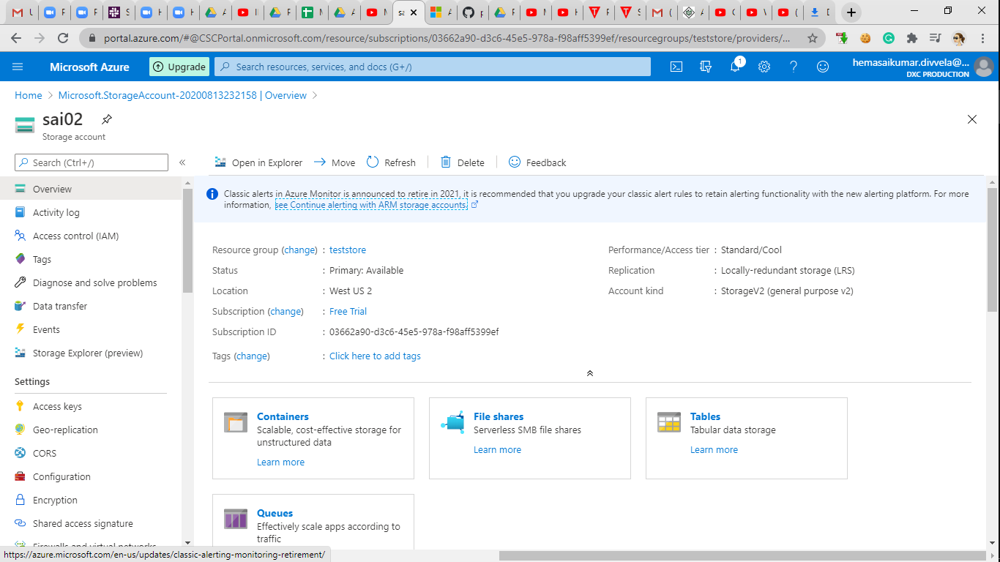 portal.azure.com/#@CSCPortal.onmicrosoft.com/resource/subscriptions/03662a90-d3c6-45e5-978a-f98aff5399ef/resourcegroups/teststore/providers/...
Microsoft Azure
Upgrade
Search resources, services, and docs (G+/)
1
hemasaikumar.divvela@...
DXC PRODUCTION
Home > Microsoft.StorageAccount-20200813232158 | Overview >
sai02
Storage account
Search (Ctrl+/)
«
Open in Explorer
Move
Refresh
Delete
Feedback
Overview
Activity log
Access control (IAM)
Tags
Diagnose and solve problems
Data transfer
Events
Storage Explorer (preview)
Settings
Access keys
Geo-replication
CORS
Configuration
Encryption
Shared access signature
Firewalls and virtual networks
Classic alerts in Azure Monitor is announced to retire in 2021, it is recommended that you upgrade your classic alert rules to retain alerting functionality with the new alerting platform. For more
information, see Continue alerting with ARM storage accounts.
Resource group (change) : teststore
Status : Primary: Available
Location : West US 2
Subscription (change) : Free Trial
Subscription ID : 03662a90-d3c6-45e5-978a-f98aff5399ef
Tags (change) : Click here to add tags
Performance/Access tier : Standard/Cool
Replication : Locally-redundant storage (LRS)
Account kind : StorageV2 (general purpose v2)
Containers
Scalable, cost-effective storage for
unstructured data
Learn more
File shares
Serverless SMB file shares
Learn more
Tables
Tabular data storage
Learn more
Queues
Effectively scale apps according to
traffic
https://azure.microsoft.com/en-us/updates/classic-alerting-monitoring-retirement/